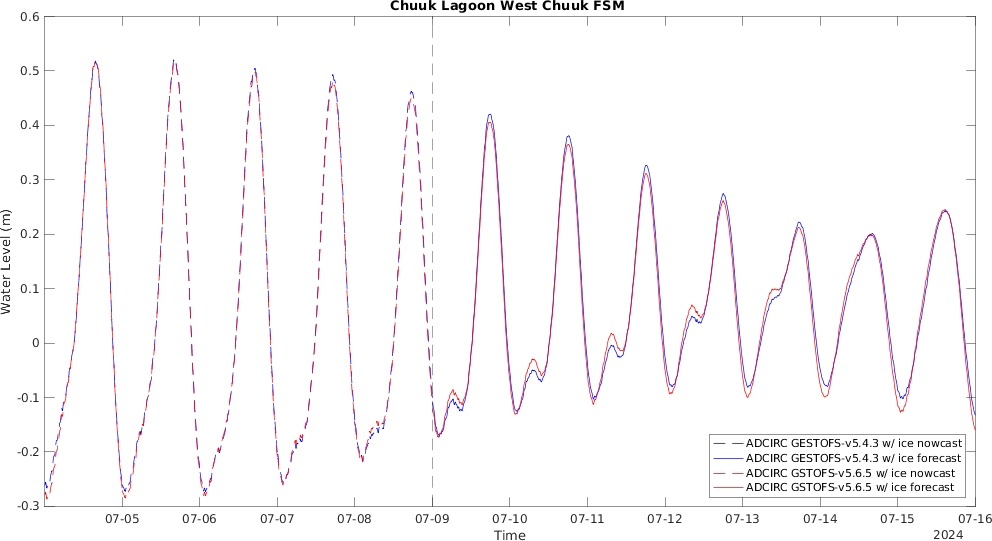 Chuuk Lagoon West Chuuk FSM
0.6
0.5
0.4
0.3
0.2
0.1
0
-0.1
-0.2
-0.3
Water Level (m)
ADCIRC GESTOFS-v5.4.3 w/ ice nowcast
ADCIRC GESTOFS-v5.4.3 w/ ice forecast
ADCIRC GSTOFS-v5.6.5 w/ ice nowcast
ADCIRC GSTOFS-v5.6.5 w/ ice forecast
07-05 07-06 07-07 07-08 07-09 07-10 07-11 07-12 07-13 07-14 07-15 07-16
Time
2024